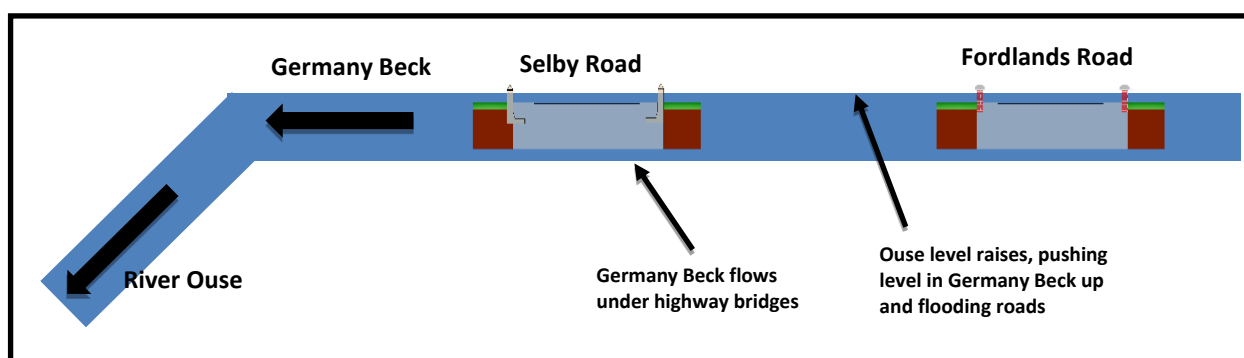 Germany Beck
Selby Road
Fordlands Road
River Ouse
Germany Beck flows
under highway bridges
Ouse level raises, pushing
level in Germany Beck up
and flooding roads